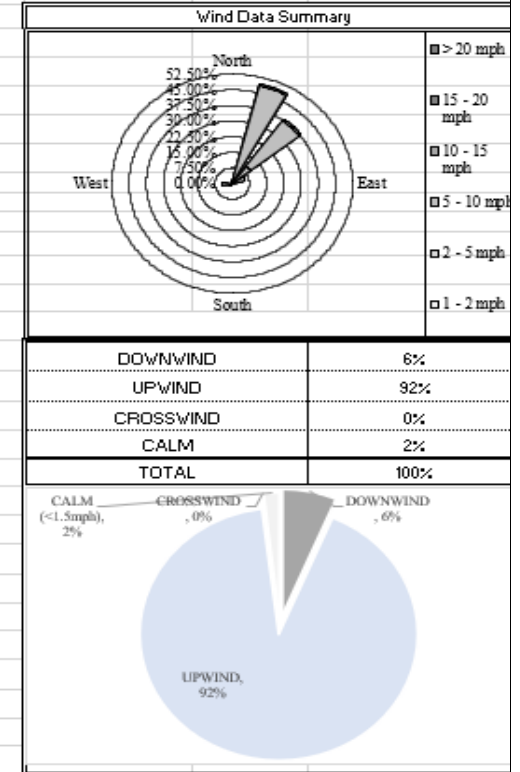 Wind Data Summary
North
52.50%
45.00%
37.50%
30.00%
22.50%
15.00%
7.50%
0.00%
West
East
South
> 20 mph
15 - 20
mph
10 - 15
mph
5 - 10 mph
2 - 5 mph
1 - 2 mph
DOWNWIND 6%
UPWIND 92%
CROSSWIND 0%
CALM 2%
TOTAL 100%
CALM
(<1.5mph),
2%
CROSSWIND
, 0%
DOWNWIND
, 6%
UPWIND,
92%